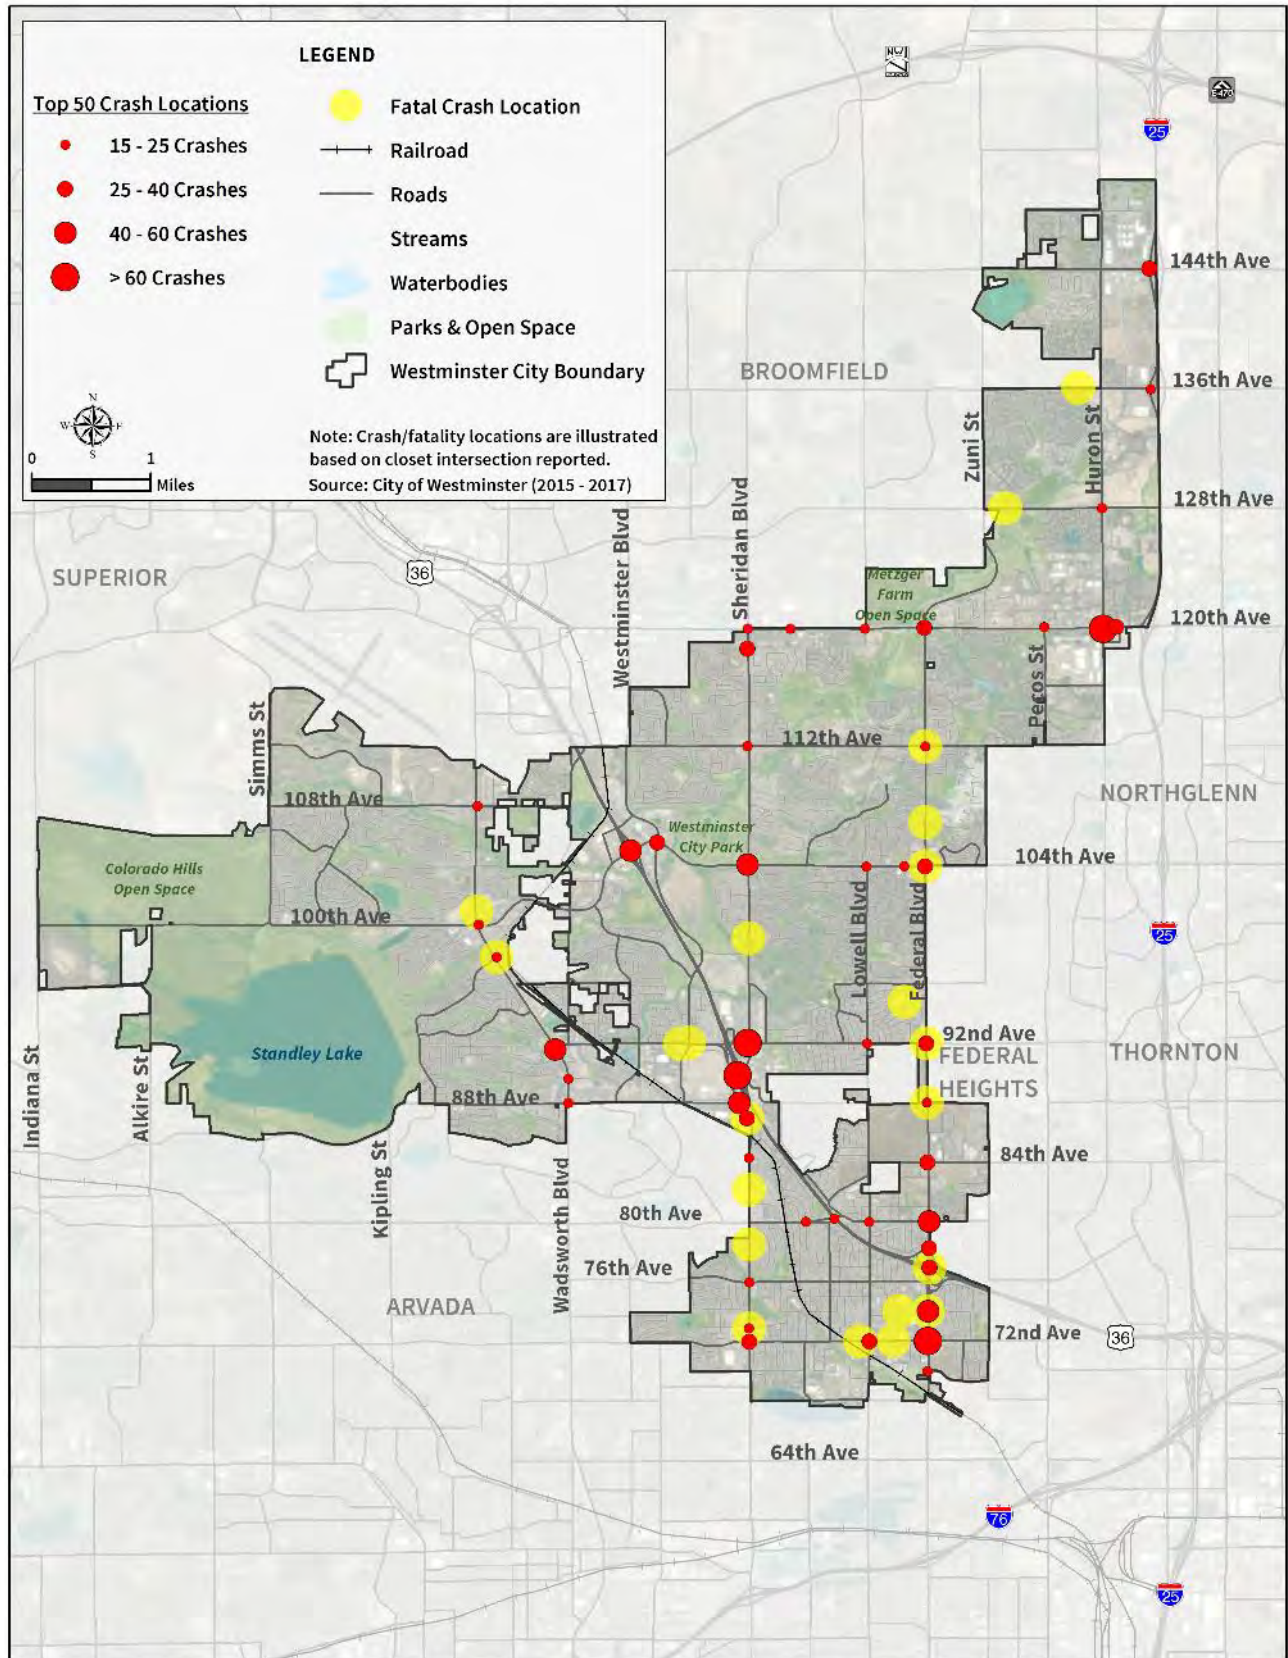 LEGEND
Top 50 Crash Locations
15 - 25 Crashes
25 - 40 Crashes
40 - 60 Crashes
> 60 Crashes
Fatal Crash Location
Railroad
Roads
Streams
Waterbodies
Parks & Open Space
Westminster City Boundary
N
W
E
S
0
1
Miles
Note: Crash/fatality locations are illustrated
based on closet intersection reported.
Source: City of Westminster (2015 - 2017)
NW
E-470
25
144th Ave
BROOMFIELD
136th Ave
Zuni St
Huron St
128th Ave
Westminster Blvd
Sheridan Blvd
SUPERIOR
36
Metzger
Farm
Open Space
120th Ave
Pecos St
Simms St
112th Ave
108th Ave
NORTHGLENN
Westminster
City Park
104th Ave
Colorado Hills
Open Space
100th Ave
Lowell Blvd
Federal Blvd
25
92nd Ave
FEDERAL
HEIGHTS
THORNTON
Standley Lake
Indiana St
Alkire St
88th Ave
Kipling St
Wadsworth Blvd
84th Ave
80th Ave
76th Ave
ARVADA
72nd Ave
36
64th Ave
76
25